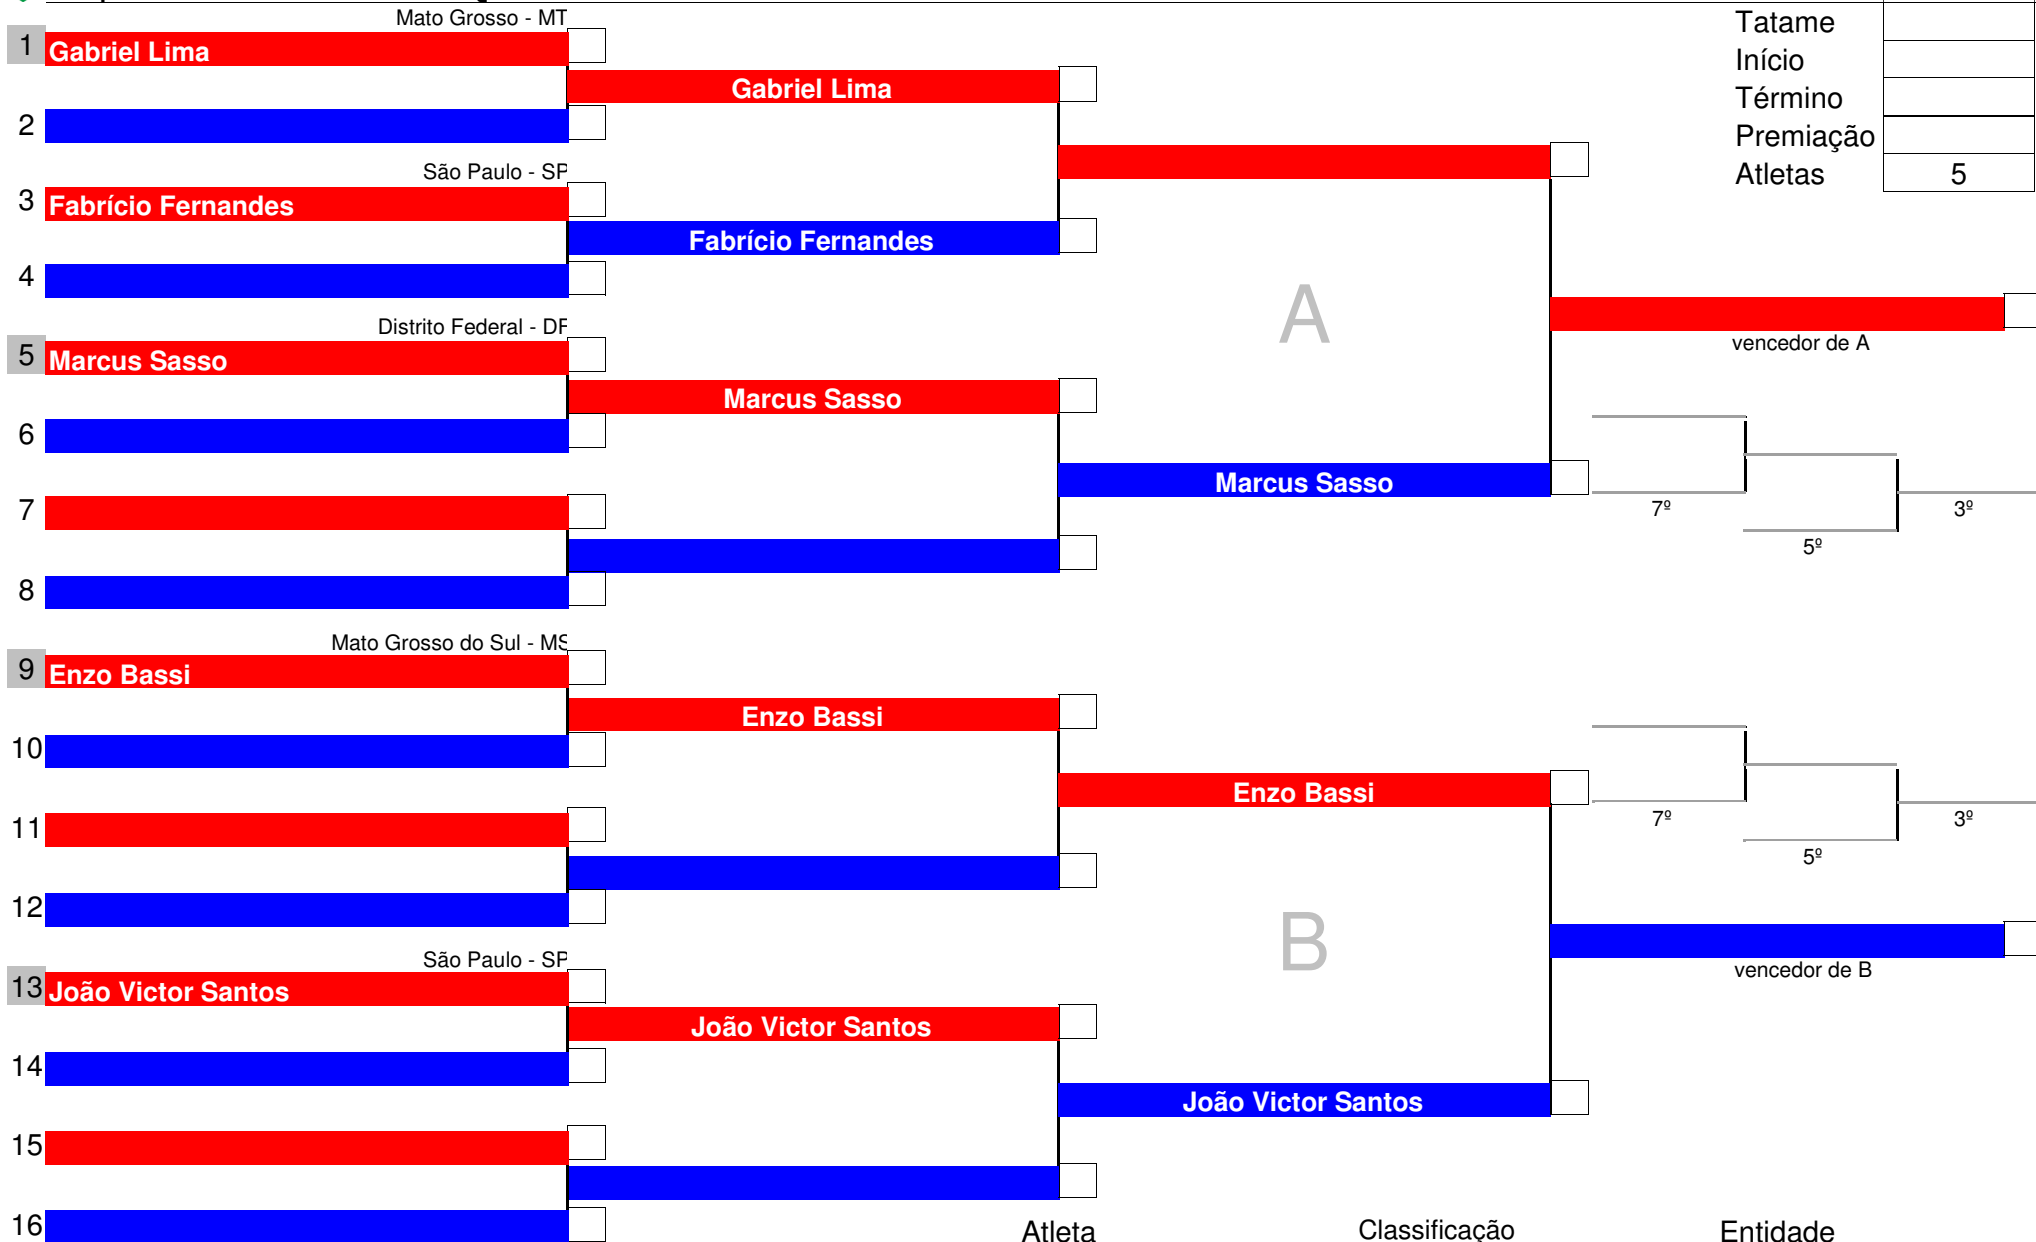 Mato Grosso - MT
1 Gabriel Lima
Gabriel Lima
2
São Paulo - SP
3 Fabrício Fernandes
Fabrício Fernandes
4
Distrito Federal - DF
5 Marcus Sasso
Marcus Sasso
6
Marcus Sasso
7
8
Mato Grosso do Sul - MS
9 Enzo Bassi
Enzo Bassi
10
Enzo Bassi
11
12
São Paulo - SP
13 João Victor Santos
João Victor Santos
14
João Victor Santos
15
16
A
B
Tatame
Início
Término
Premiação
Atletas 5
vencedor de A
7º
3º
5º
7º
3º
5º
vencedor de B
Atleta Classificação Entidade